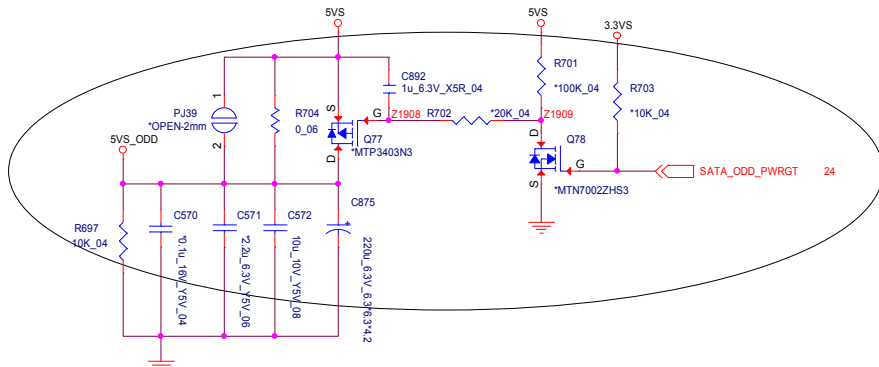 5VS
5VS
3.3VS
R701
*100K_04
C892
1u_6.3V_X5R_04
R703
*10K_04
1
PJ39
*OPEN-2mm
2
R704
0_06
S
G
D
Q77
*MTP3403N3
Z1908
R702
*20K_04
Z1909
D
Q78
G
S
*MTN7002ZHS3
SATA_ODD_PWRGT
24
5VS_ODD
R697
10K_04
C570
*0.1u_16V_Y5V_04
C571
*2.2u_6.3V_Y5V_06
C572
10u_10V_Y5V_08
C875
+
220u_6.3V_6.3*6.3*4.2